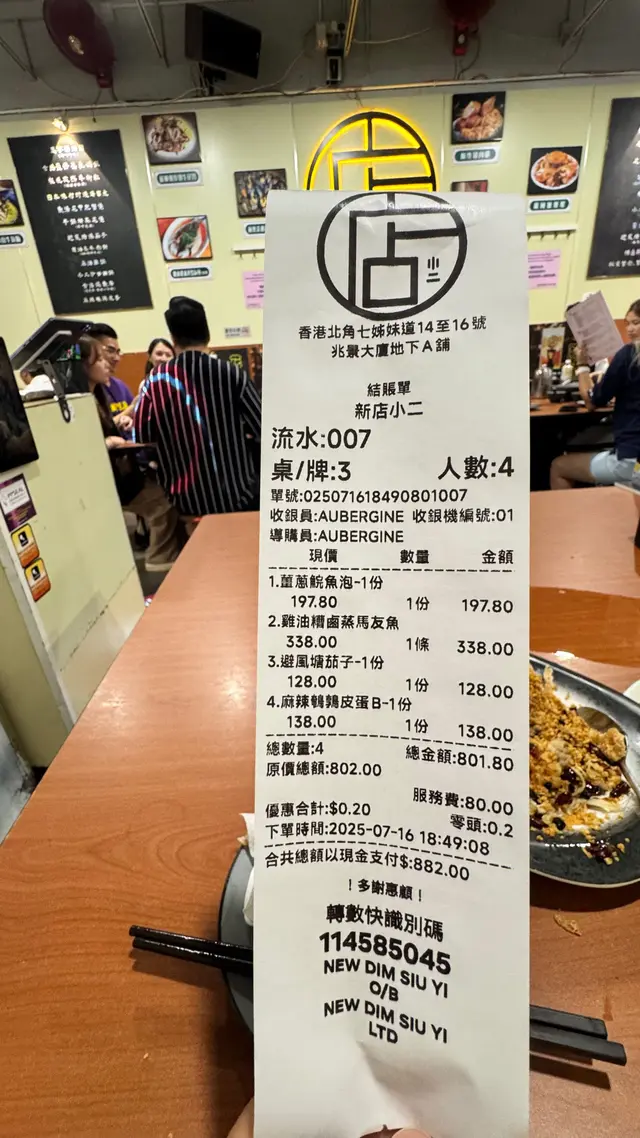 店
小二
香港北角七姊妹道14至16號
兆景大廈地下A舖
結賬單
新店小二
流水:007
桌/牌:3 人數:4
單號:025071618490801007
收銀員:AUBERGINE 收銀機編號:01
導購員:AUBERGINE
現價 數量 金額
1.薑蔥鯇魚泡-1份
197.80 1份 197.80
2.雞油糟鹵蒸馬友魚
338.00 1條 338.00
3.避風塘茄子-1份
128.00 1份 128.00
4.麻辣鵪鶉皮蛋B-1份
138.00 1份 138.00
總數量:4 總金額:801.80
原價總額:802.00
服務費:80.00
優惠合計:$0.20 零頭:0.2
下單時間:2025-07-16 18:49:08
合共總額以現金支付$:882.00
！多謝惠顧！
轉數快識別碼
114585045
NEW DIM SIU YI
O/B
NEW DIM SIU YI
LTD